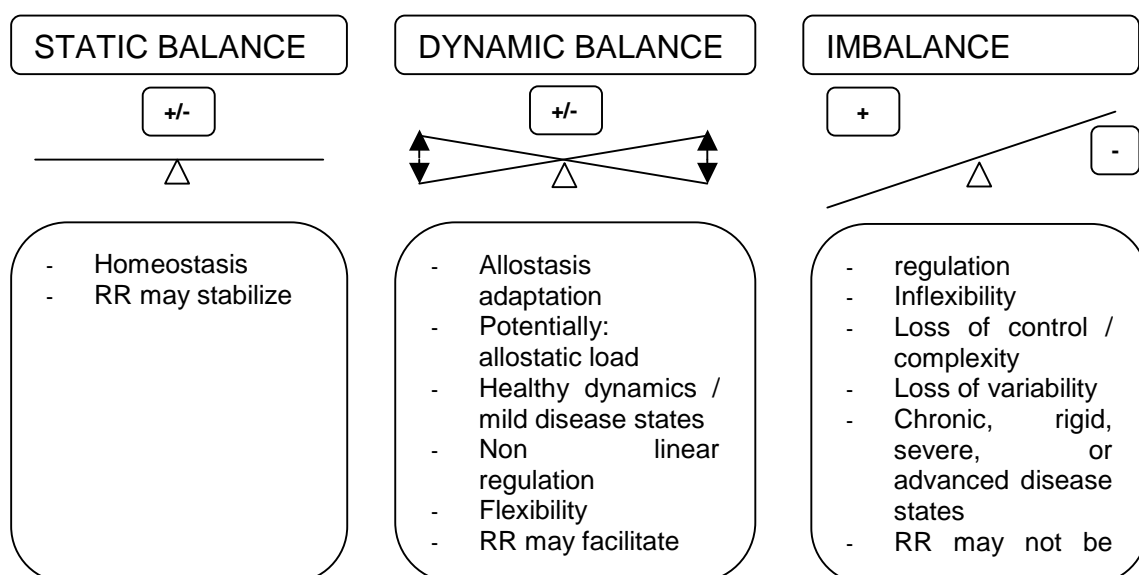 STATIC BALANCE
+/-
- Homeostasis
- RR may stabilize
DYNAMIC BALANCE
+/-
- Allostasis
adaptation
- Potentially:
allostatic load
- Healthy dynamics /
mild disease states
- Non linear
regulation
- Flexibility
- RR may facilitate
IMBALANCE
+
-
- regulation
- Inflexibility
- Loss of control /
complexity
- Loss of variability
- Chronic, rigid,
severe, or
advanced disease
states
- RR may not be